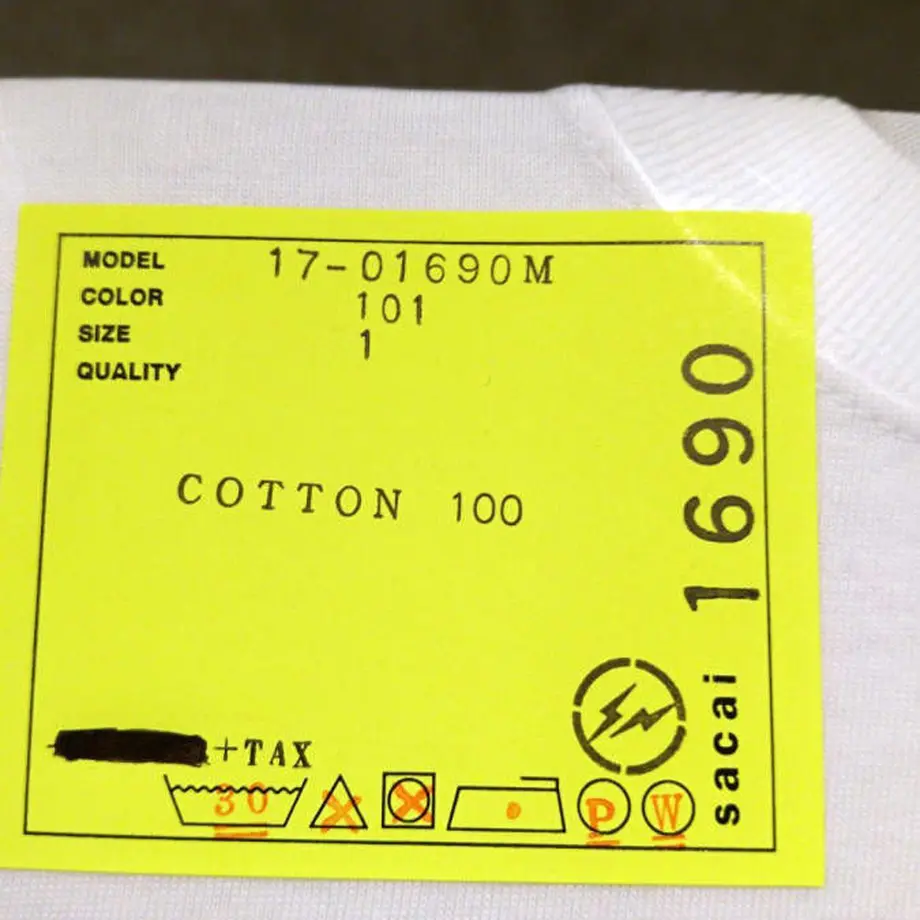 MODEL 17-01690M
COLOR 101
SIZE 1
QUALITY
COTTON 100
+TAX
30 P W
sacai 1690